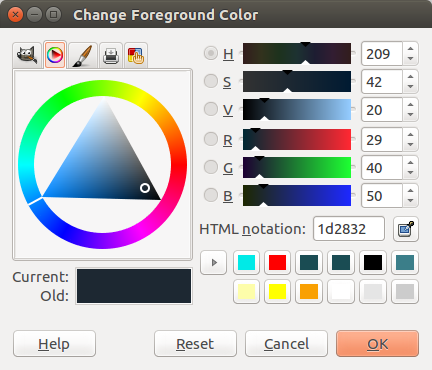 Change Foreground Color
H 209
S 42
V 20
R 29
G 40
B 50
HTML notation: 1d2832
Current:
Old:
Help Reset Cancel OK